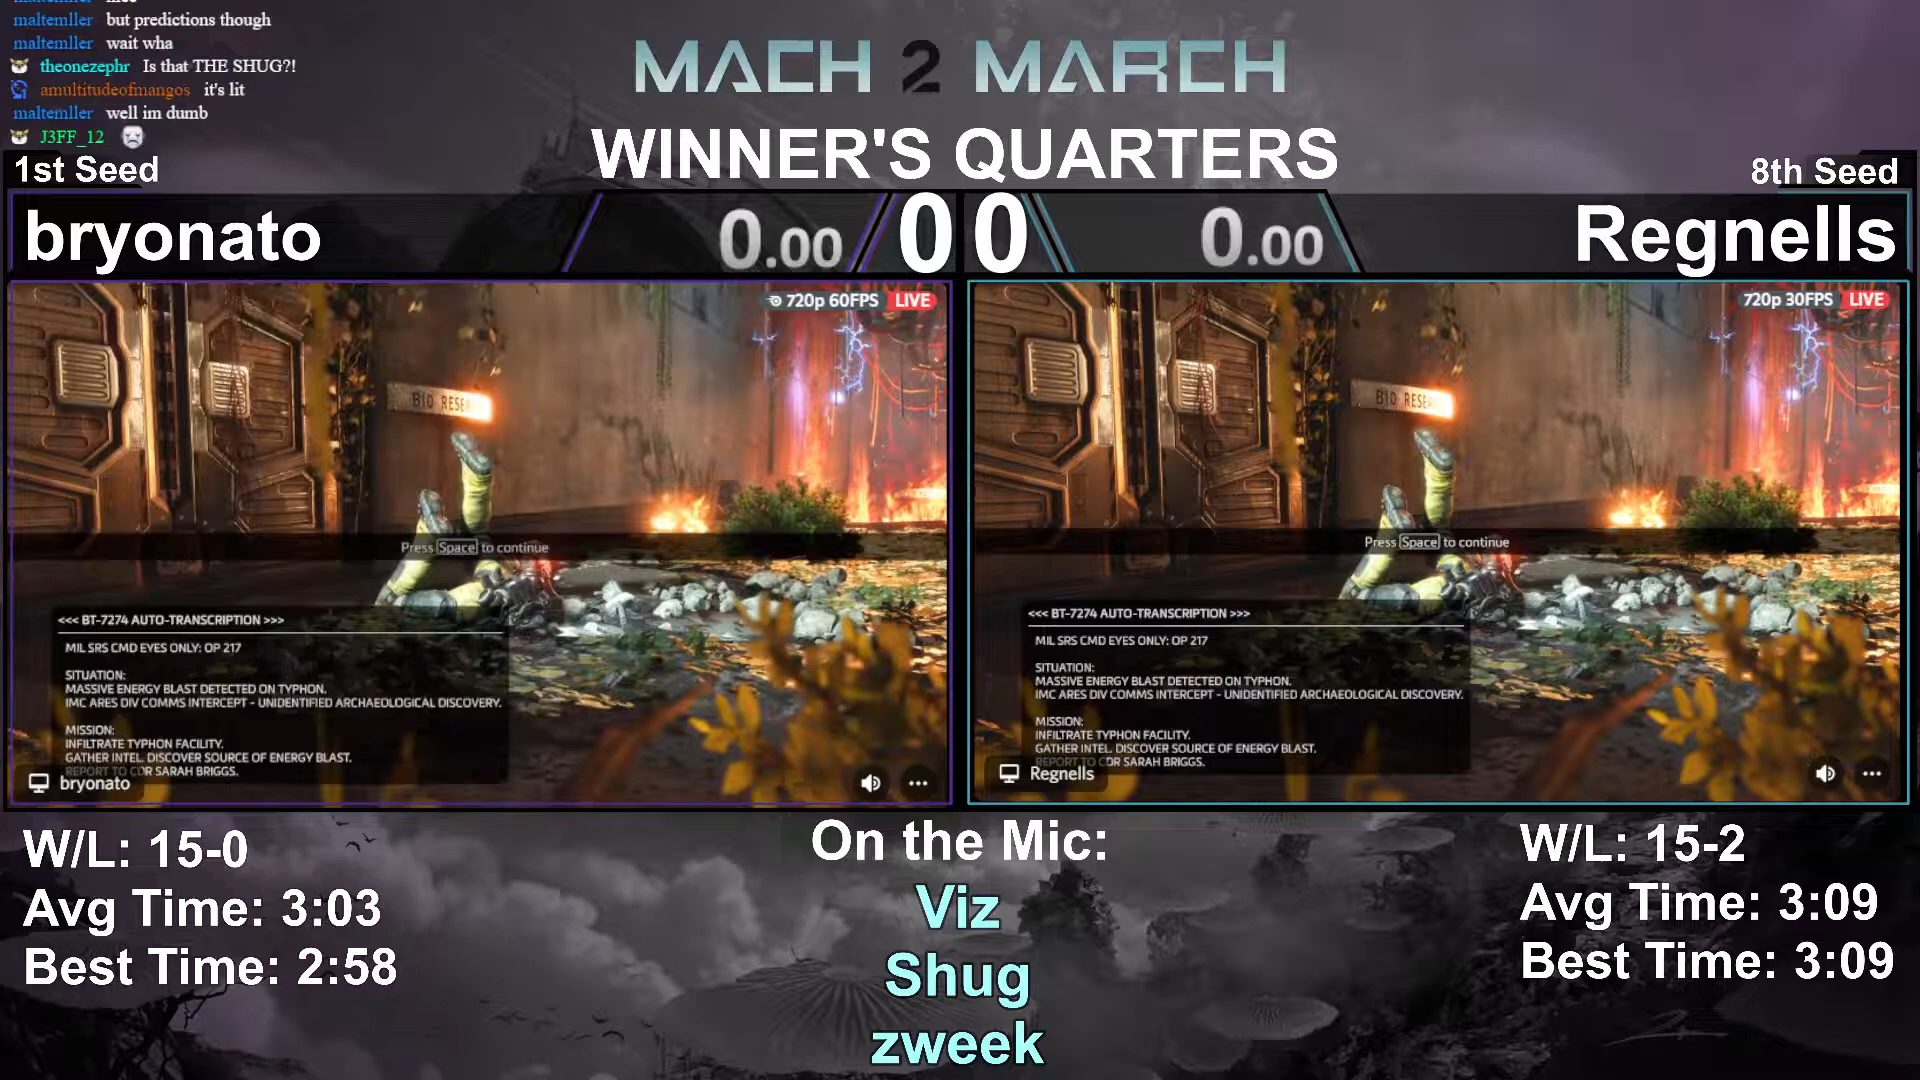 maltemller but predictions though
maltemller wait wha
theonezephr Is that THE SHUG?!
amultitudeofmangos it's lit
maltemller well im dumb
J3FF_12
MACH 2 MARCH
WINNER'S QUARTERS
1st Seed
8th Seed
bryonato
0.00
0
0
0.00
Regnells
720p 60FPS LIVE
BIO RESE
Press Space to continue
<<< BT-7274 AUTO-TRANSCRIPTION >>>
MIL SRS CMD EYES ONLY: OP 217
SITUATION:
MASSIVE ENERGY BLAST DETECTED ON TYPHON.
IMC ARES DIV COMMS INTERCEPT - UNIDENTIFIED ARCHAEOLOGICAL DISCOVERY.
MISSION:
INFILTRATE TYPHON FACILITY.
GATHER INTEL. DISCOVER SOURCE OF ENERGY BLAST.
REPORT TO CDR SARAH BRIGGS.
bryonato
720p 30FPS LIVE
BIO RESE
Press Space to continue
<<< BT-7274 AUTO-TRANSCRIPTION >>>
MIL SRS CMD EYES ONLY: OP 217
SITUATION:
MASSIVE ENERGY BLAST DETECTED ON TYPHON.
IMC ARES DIV COMMS INTERCEPT - UNIDENTIFIED ARCHAEOLOGICAL DISCOVERY.
MISSION:
INFILTRATE TYPHON FACILITY.
GATHER INTEL. DISCOVER SOURCE OF ENERGY BLAST.
REPORT TO CDR SARAH BRIGGS.
Regnells
W/L: 15-0
Avg Time: 3:03
Best Time: 2:58
On the Mic:
Viz
Shug
zweek
W/L: 15-2
Avg Time: 3:09
Best Time: 3:09